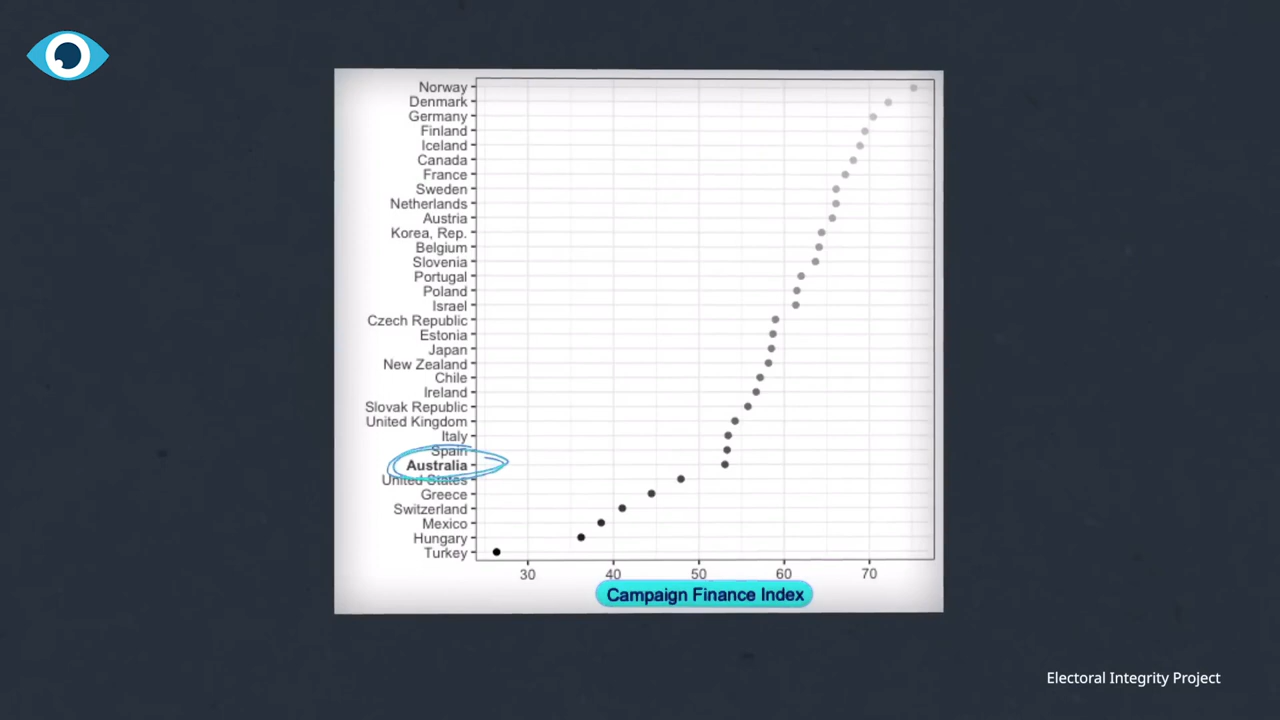 Norway
Denmark
Germany
Finland
Iceland
Canada
France
Sweden
Netherlands
Austria
Korea, Rep.
Belgium
Slovenia
Portugal
Poland
Israel
Czech Republic
Estonia
Japan
New Zealand
Chile
Ireland
Slovak Republic
United Kingdom
Italy
Spain
Australia
United States
Greece
Switzerland
Mexico
Hungary
Turkey
30 40 50 60 70
Campaign Finance Index
Electoral Integrity Project